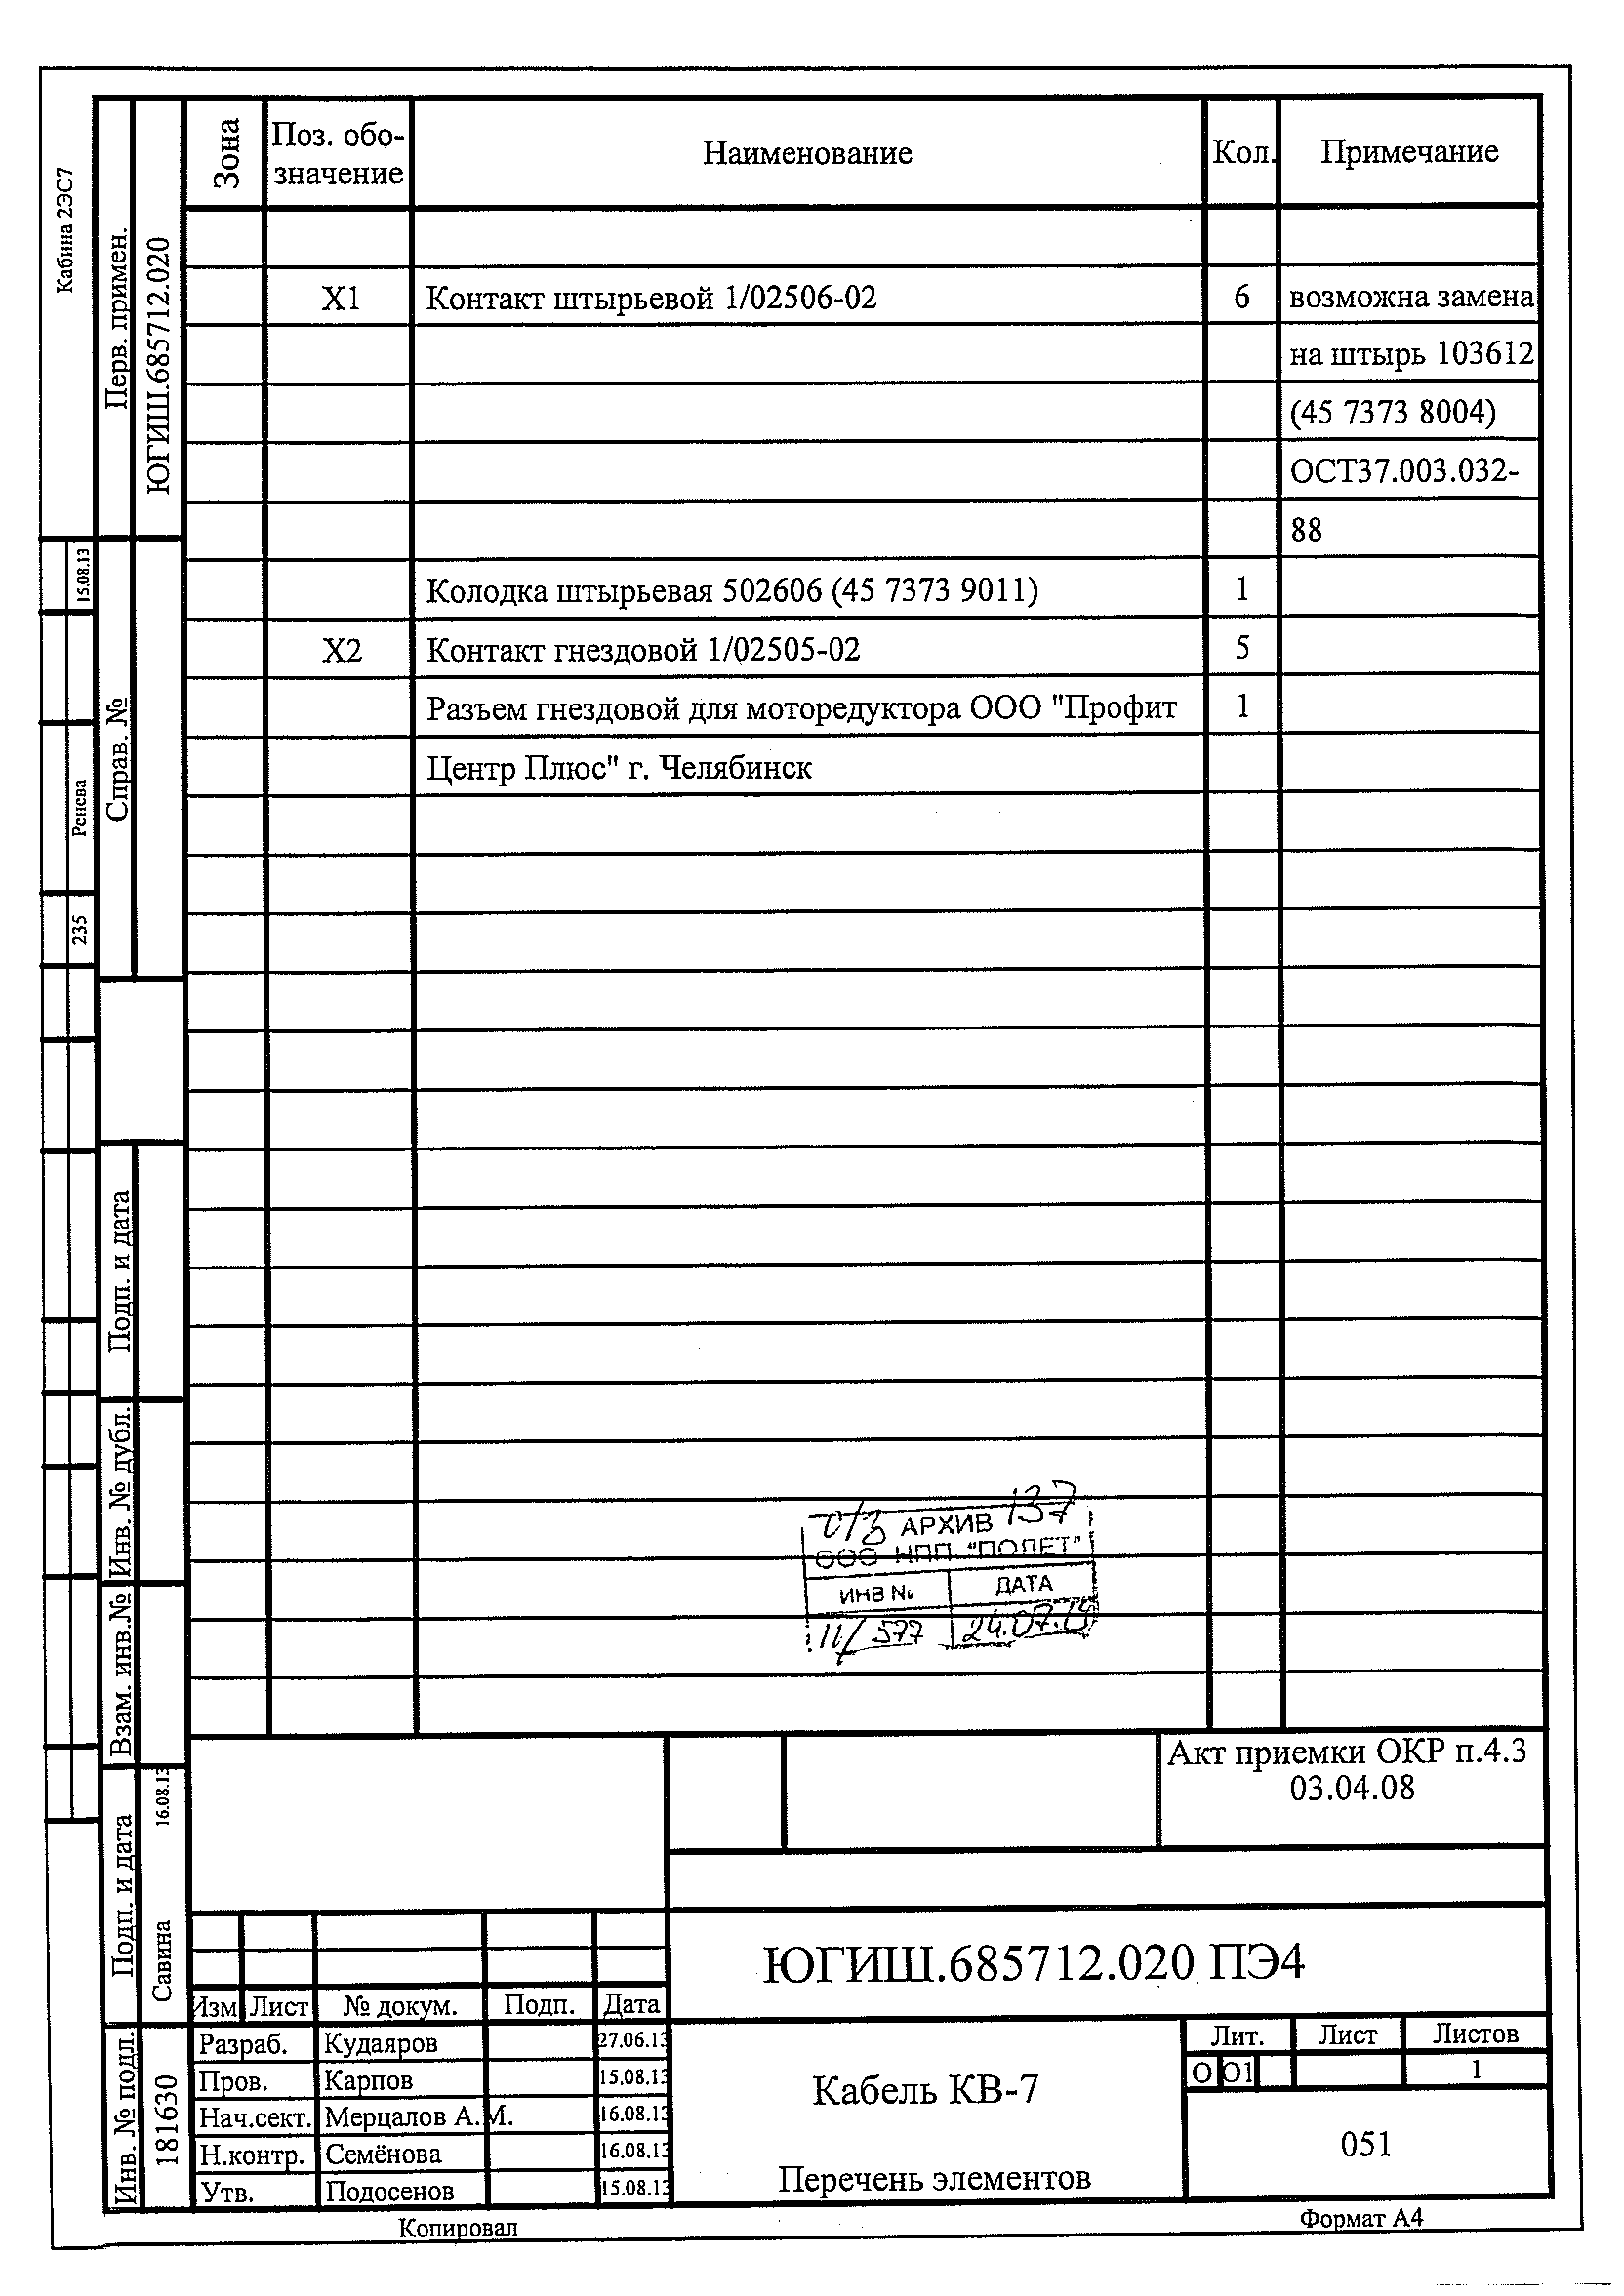 Кабина 2ЭС7
Перв. примен.
ЮГИШ.685712.020
Справ. №
15.08.13
235
Подп. и дата
Инв. № дубл.
Взам. инв.№
Подп. и дата
Савина 16.08.13
Инв. № подл.
181630
Зона
Поз. обо-
значение
Наименование
Кол.
Примечание
X1 Контакт штырьевой 1/02506-02 6 возможна замена
на штырь 103612
(45 7373 8004)
ОСТ37.003.032-
88
Колодка штырьевая 502606 (45 7373 9011) 1
X2 Контакт гнездовой 1/02505-02 5
Разъем гнездовой для моторедуктора ООО "Профит 1
Центр Плюс" г. Челябинск
АРХИВ 137
ООО НПП "ПОЛЕТ"
ИНВ № ДАТА
11/577
Акт приемки ОКР п.4.3
03.04.08
ЮГИШ.685712.020 ПЭ4
Изм Лист № докум. Подп. Дата
Разраб. Кудаяров 27.06.13
Пров. Карпов 15.08.13
Нач.сект. Мерцалов А.М. 16.08.13
Н.контр. Семёнова 16.08.13
Утв. Подосенов 15.08.13
Кабель КВ-7
Перечень элементов
Лит. Лист Листов
О О1 1
051
Копировал
Формат А4